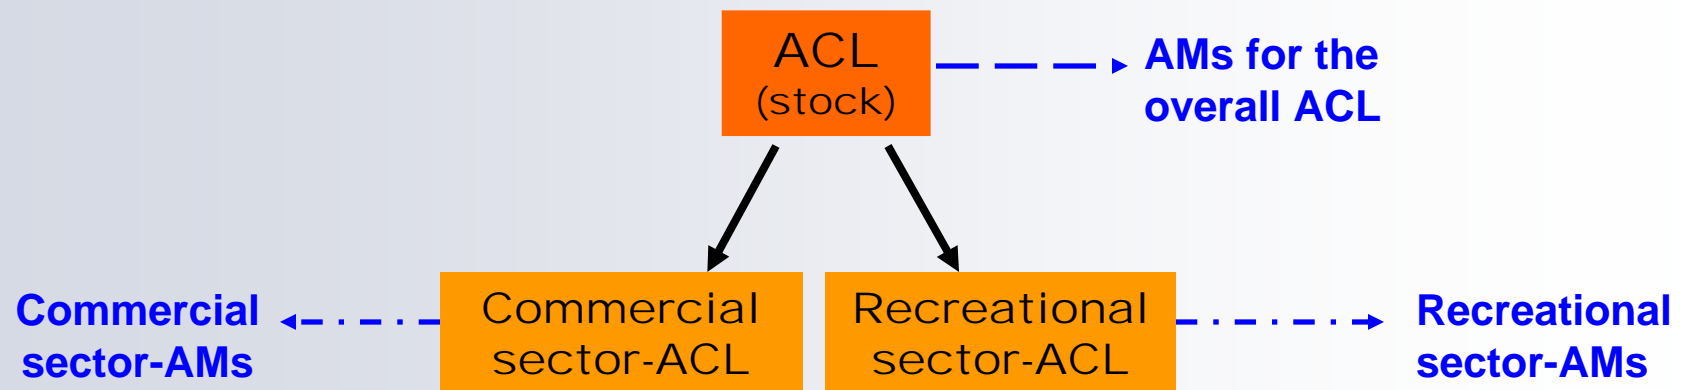 ACL
(stock)
AMs for the
overall ACL
Commercial
sector-AMs
Commercial
sector-ACL
Recreational
sector-ACL
Recreational
sector-AMs